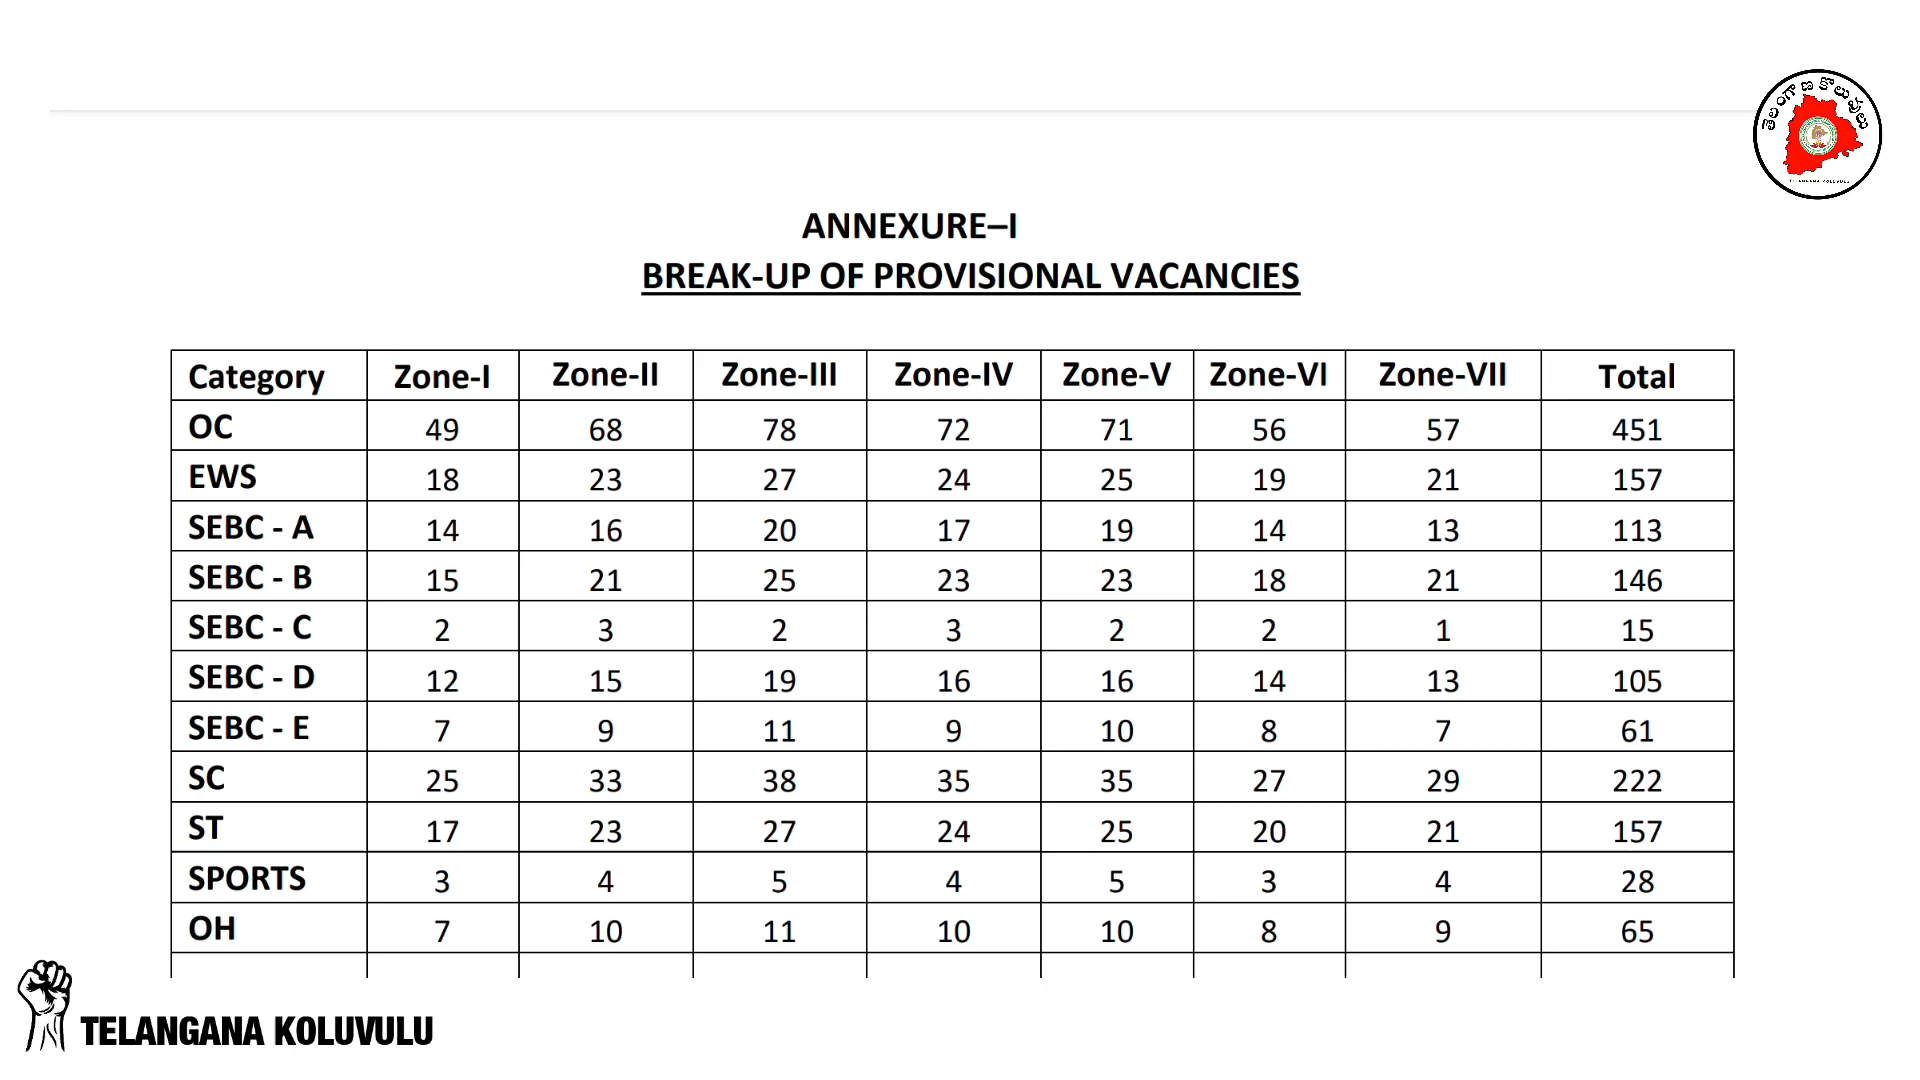 తెలంగాణ కొలువులు
TELANGANA KOLUVULU
ANNEXURE–I
BREAK-UP OF PROVISIONAL VACANCIES
Category Zone-I Zone-II Zone-III Zone-IV Zone-V Zone-VI Zone-VII Total
OC 49 68 78 72 71 56 57 451
EWS 18 23 27 24 25 19 21 157
SEBC - A 14 16 20 17 19 14 13 113
SEBC - B 15 21 25 23 23 18 21 146
SEBC - C 2 3 2 3 2 2 1 15
SEBC - D 12 15 19 16 16 14 13 105
SEBC - E 7 9 11 9 10 8 7 61
SC 25 33 38 35 35 27 29 222
ST 17 23 27 24 25 20 21 157
SPORTS 3 4 5 4 5 3 4 28
OH 7 10 11 10 10 8 9 65
TELANGANA KOLUVULU